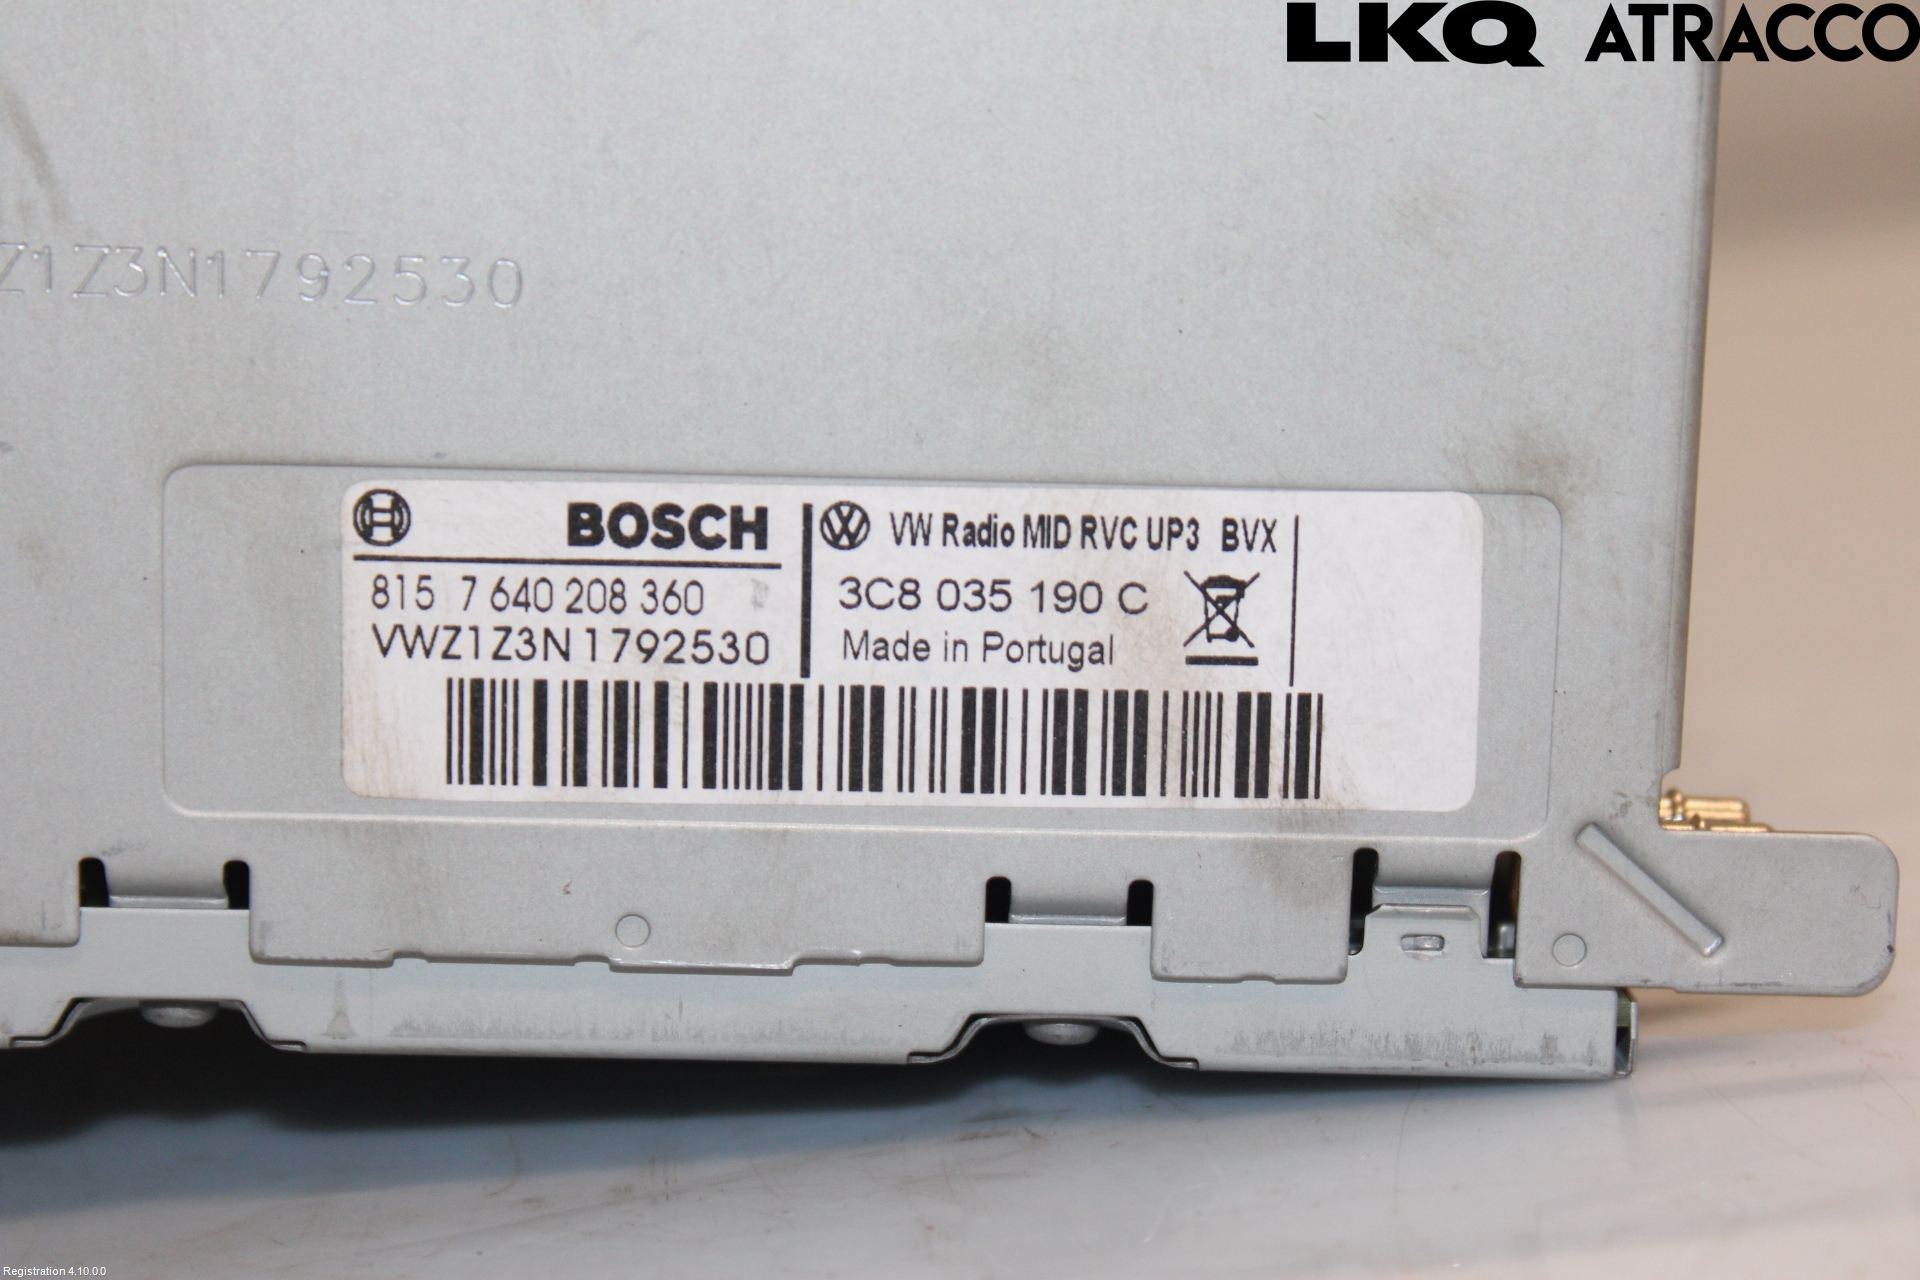 LKQ ATRACCO
Z1Z3N1792530
BOSCH
815 7 640 208 360
VWZ1Z3N1792530
VW Radio MID RVC UP3 BVX
3C8 035 190 C
Made in Portugal
Registration 4.10.0.0